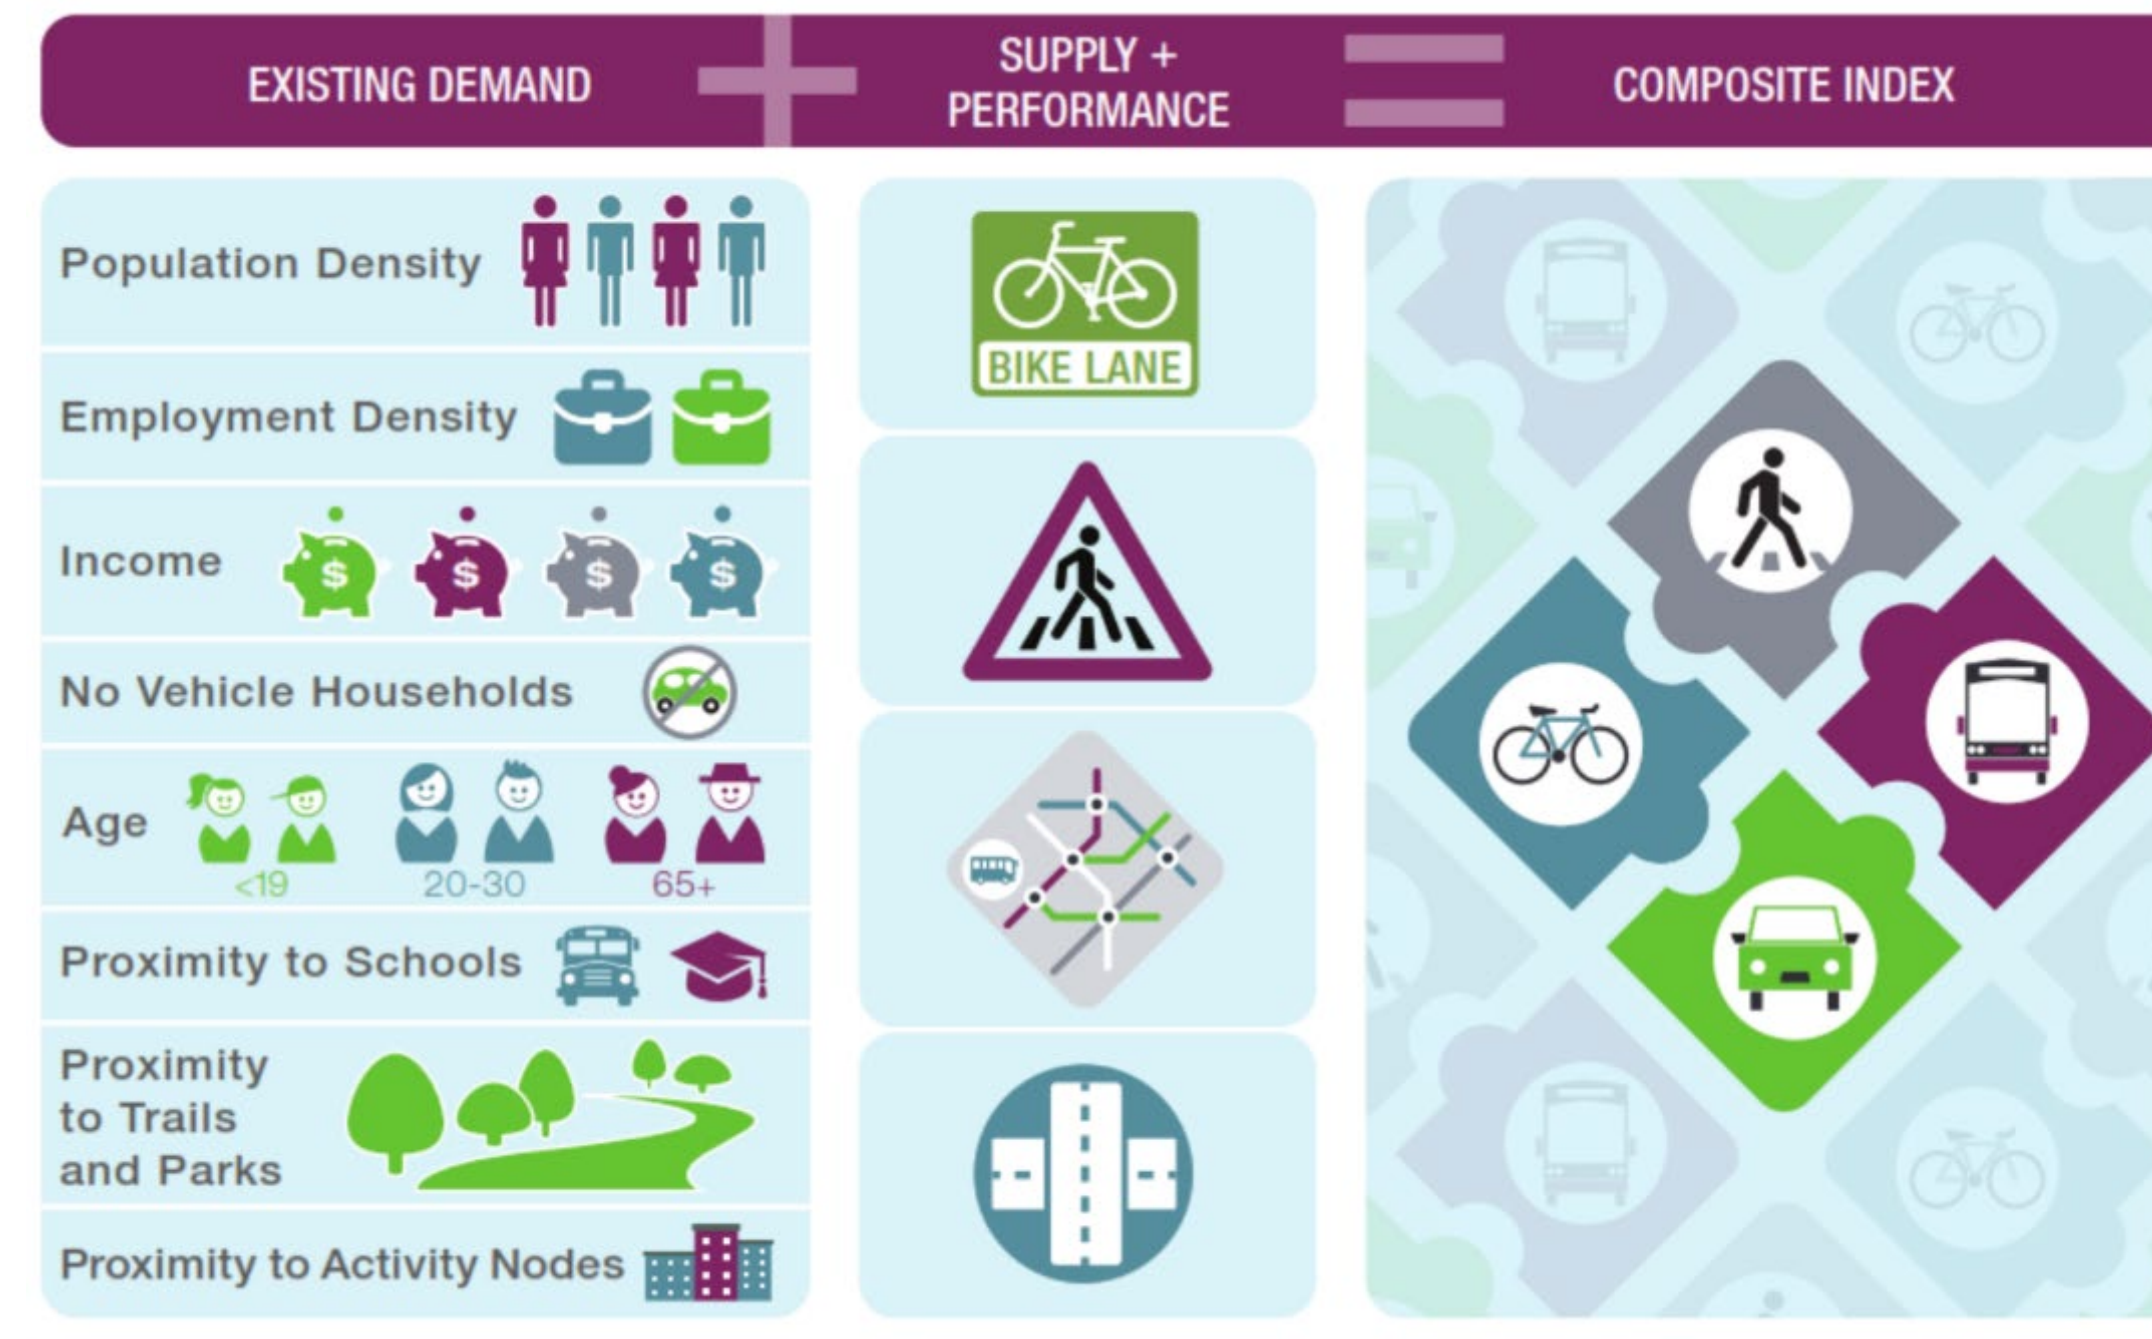 EXISTING DEMAND
SUPPLY +
PERFORMANCE
COMPOSITE INDEX
Population Density
Employment Density
Income
$ $ $ $
No Vehicle Households
Age
<19 20-30 65+
Proximity to Schools
Proximity
to Trails
and Parks
Proximity to Activity Nodes
BIKE LANE